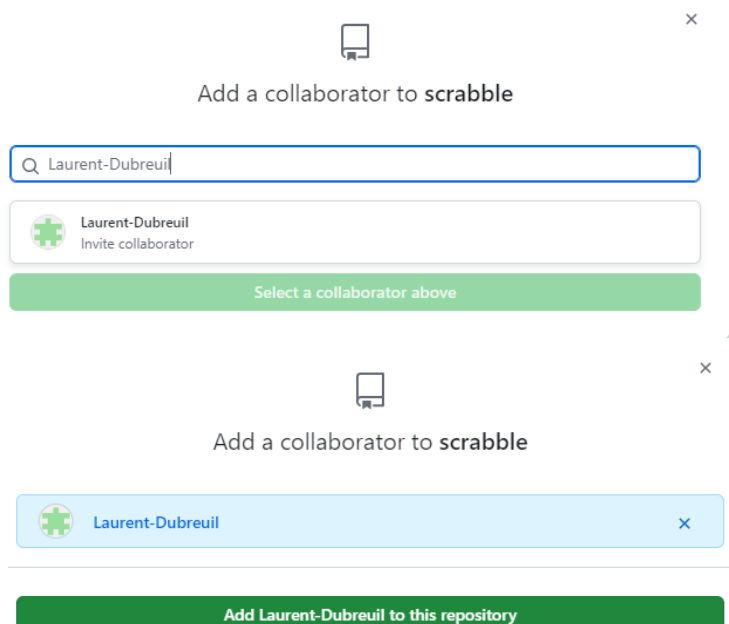 Add a collaborator to scrabble
Laurent-Dubreuil
Laurent-Dubreuil
Invite collaborator
Select a collaborator above
Add a collaborator to scrabble
Laurent-Dubreuil
Add Laurent-Dubreuil to this repository